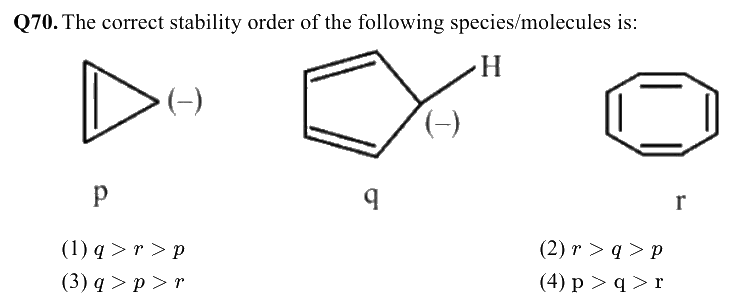 Q70. The correct stability order of the following species/molecules is:
(–) H (–)
p q r
(1) q > r > p (2) r > q > p
(3) q > p > r (4) p > q > r